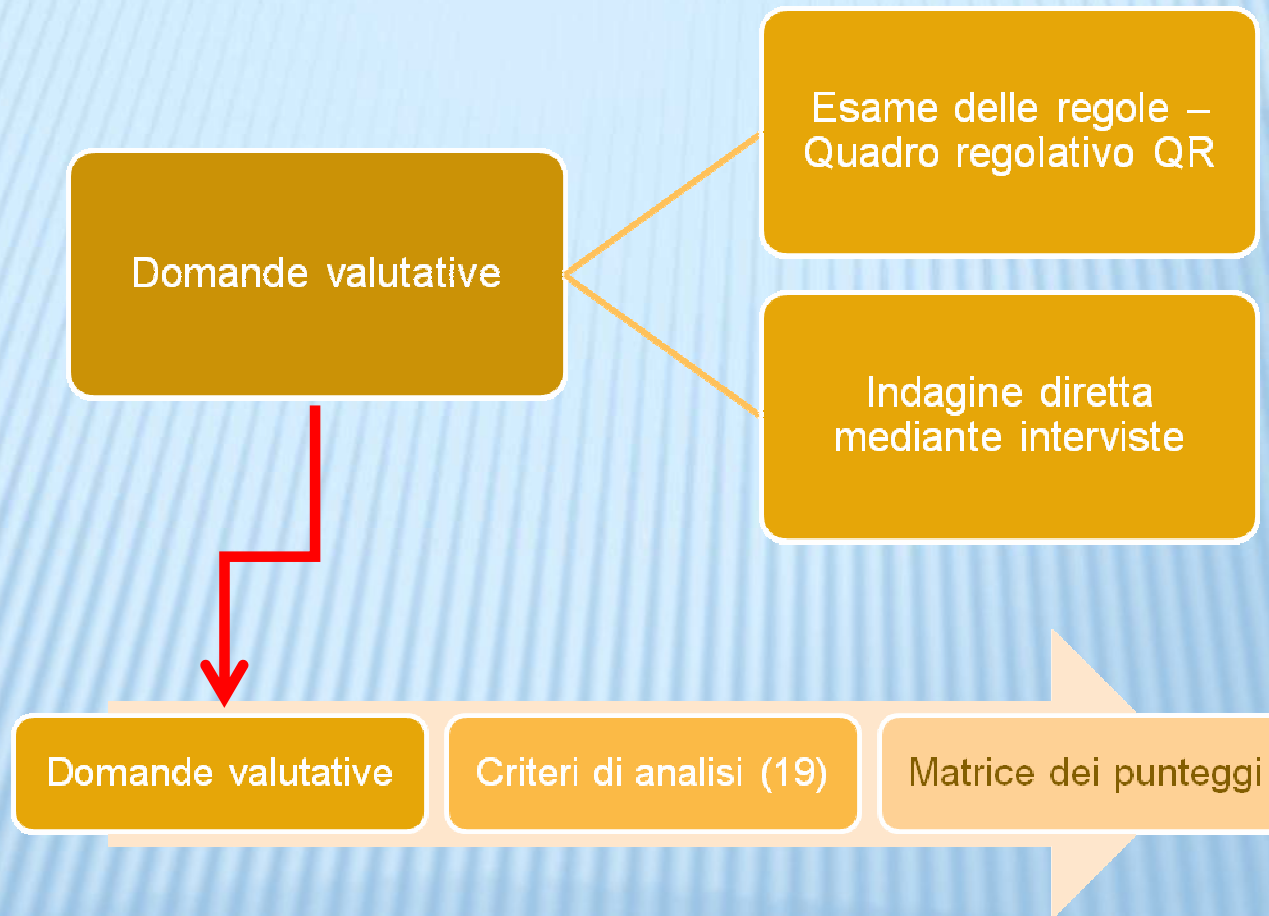 Esame delle regole –
Quadro regolativo QR
Domande valutative
Indagine diretta
mediante interviste
Domande valutative
Criteri di analisi (19)
Matrice dei punteggi